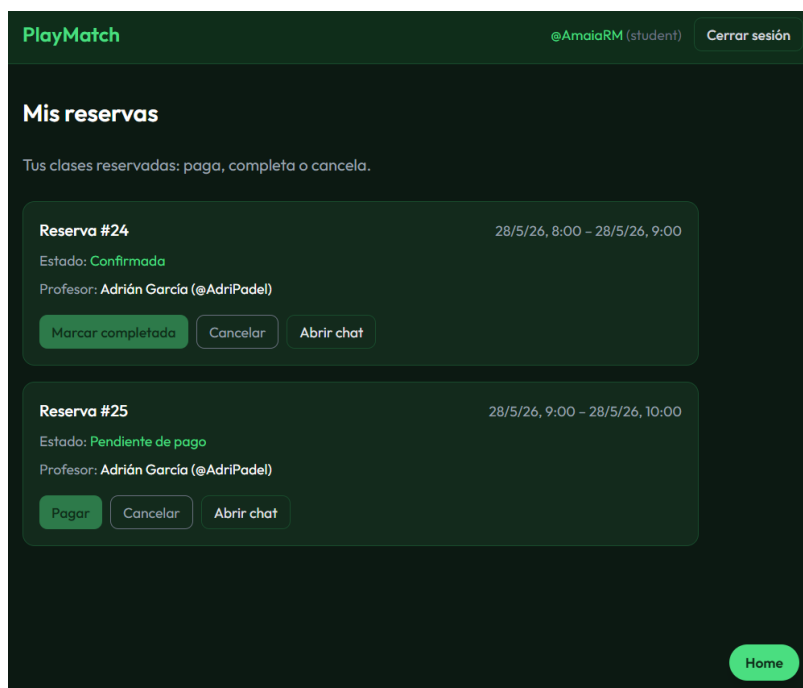 PlayMatch
@AmaiaRM (student) Cerrar sesión
Mis reservas
Tus clases reservadas: paga, completa o cancela.
Reserva #24 28/5/26, 8:00 – 28/5/26, 9:00
Estado: Confirmada
Profesor: Adrián García (@AdriPadel)
Marcar completada Cancelar Abrir chat
Reserva #25 28/5/26, 9:00 – 28/5/26, 10:00
Estado: Pendiente de pago
Profesor: Adrián García (@AdriPadel)
Pagar Cancelar Abrir chat
Home